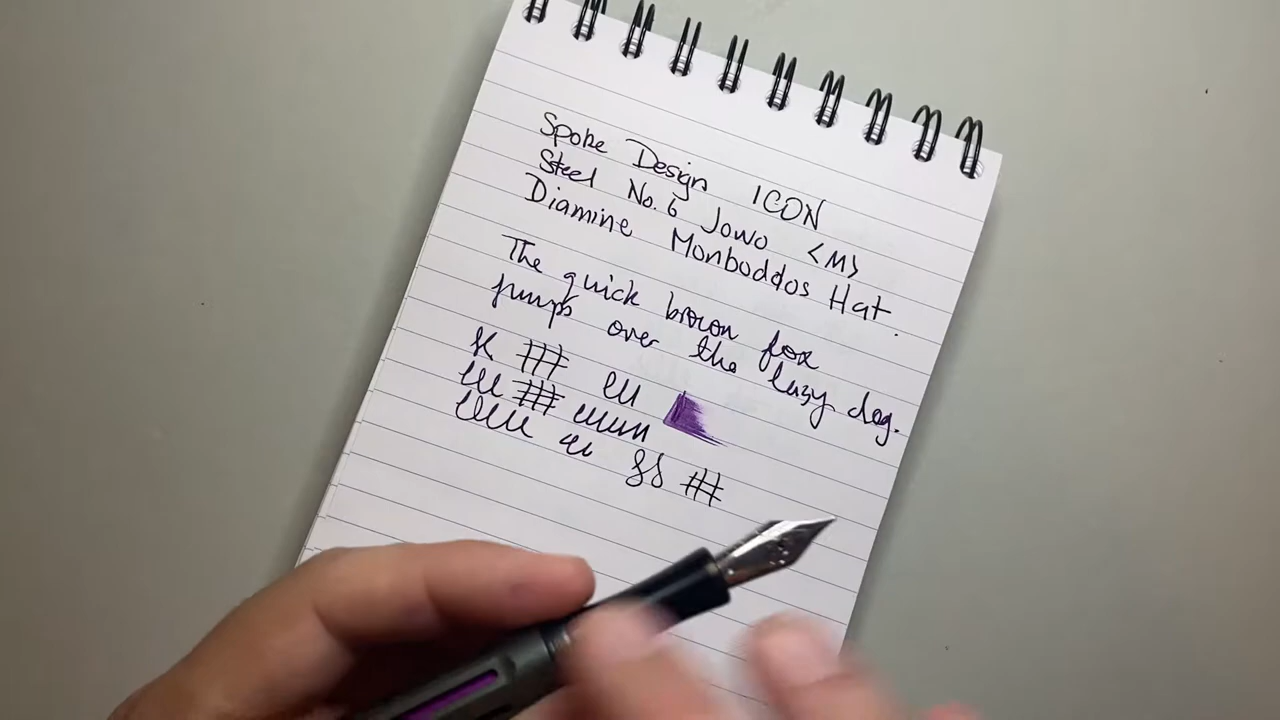 Spoke Design ICON
Steel No. 6 Jowo <M>
Diamine Monboddos Hat.
The quick brown fox
jumps over the lazy dog.